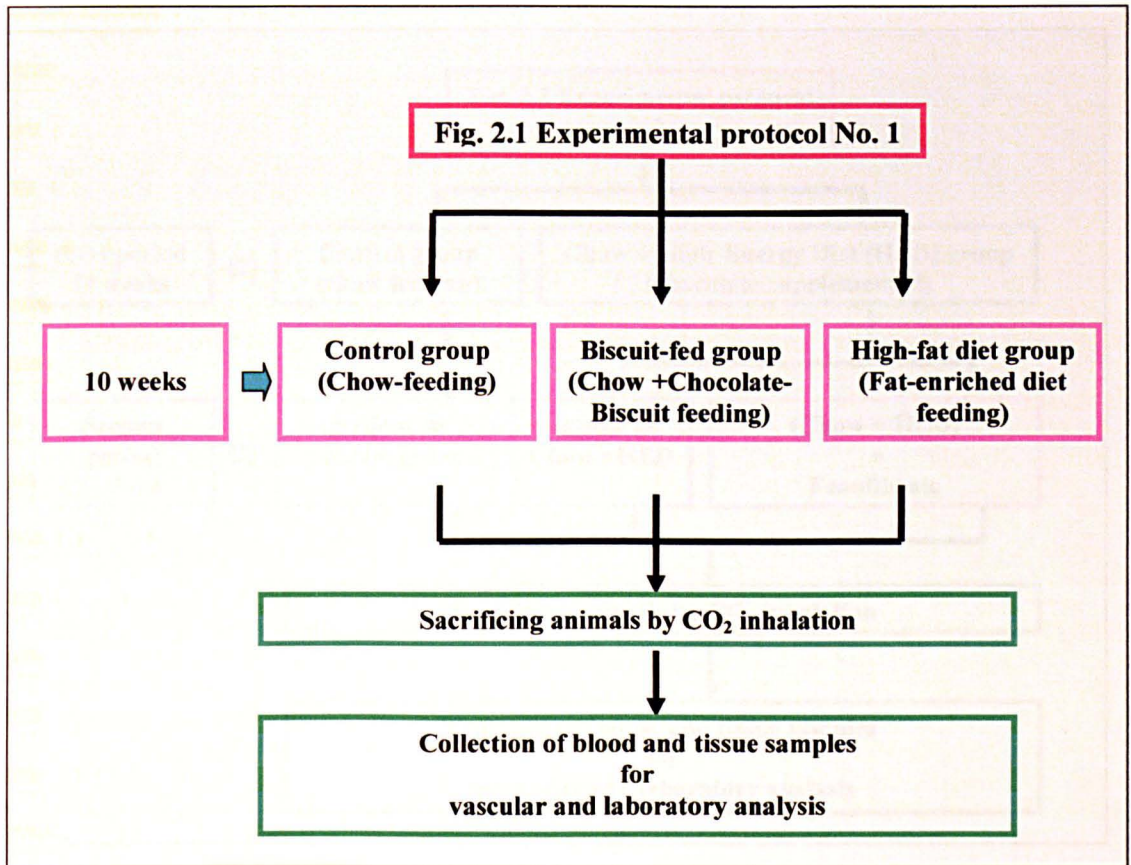 Fig. 2.1 Experimental protocol No. 1
10 weeks
Control group
(Chow-feeding)
Biscuit-fed group
(Chow +Chocolate-
Biscuit feeding)
High-fat diet group
(Fat-enriched diet
feeding)
Sacrificing animals by CO₂ inhalation
Collection of blood and tissue samples
for
vascular and laboratory analysis